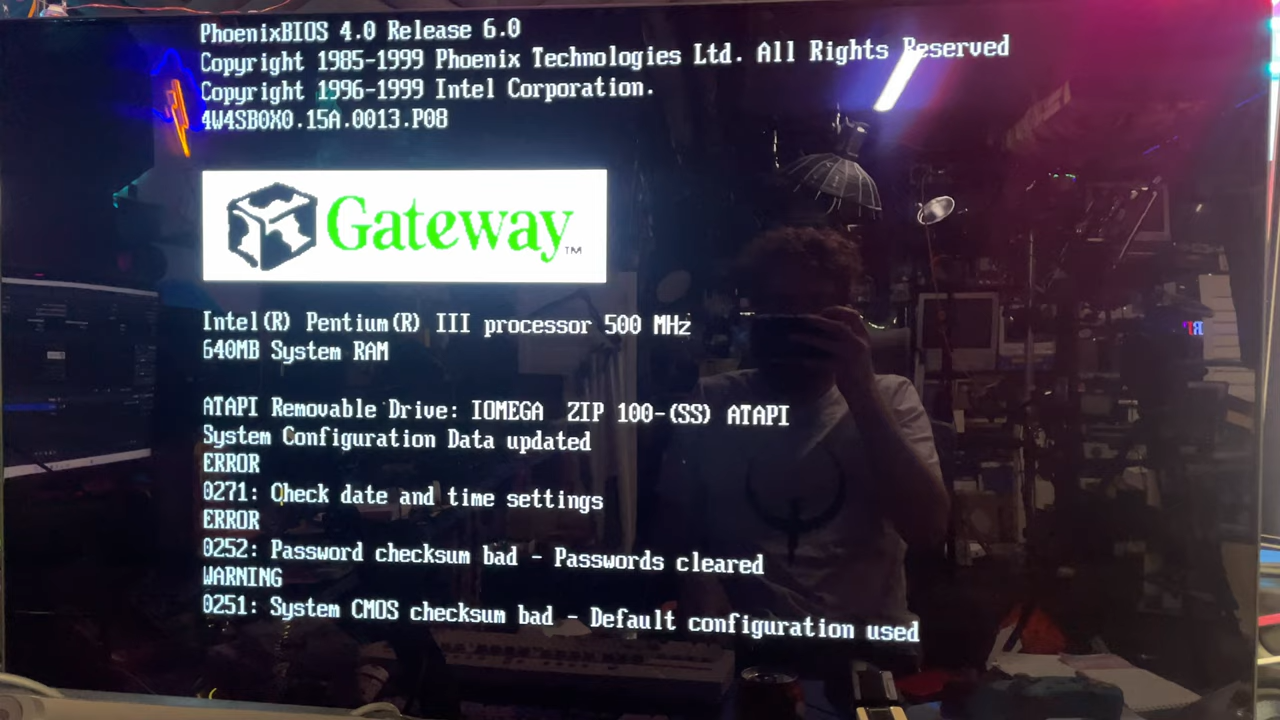 PhoenixBIOS 4.0 Release 6.0
Copyright 1985-1999 Phoenix Technologies Ltd. All Rights Reserved
Copyright 1996-1999 Intel Corporation.
4W4SB0X0.15A.0013.P08
Gateway™
Intel(R) Pentium(R) III processor 500 MHz
640MB System RAM
ATAPI Removable Drive: IOMEGA ZIP 100-(SS) ATAPI
System Configuration Data updated
ERROR
0271: Check date and time settings
ERROR
0252: Password checksum bad - Passwords cleared
WARNING
0251: System CMOS checksum bad - Default configuration used